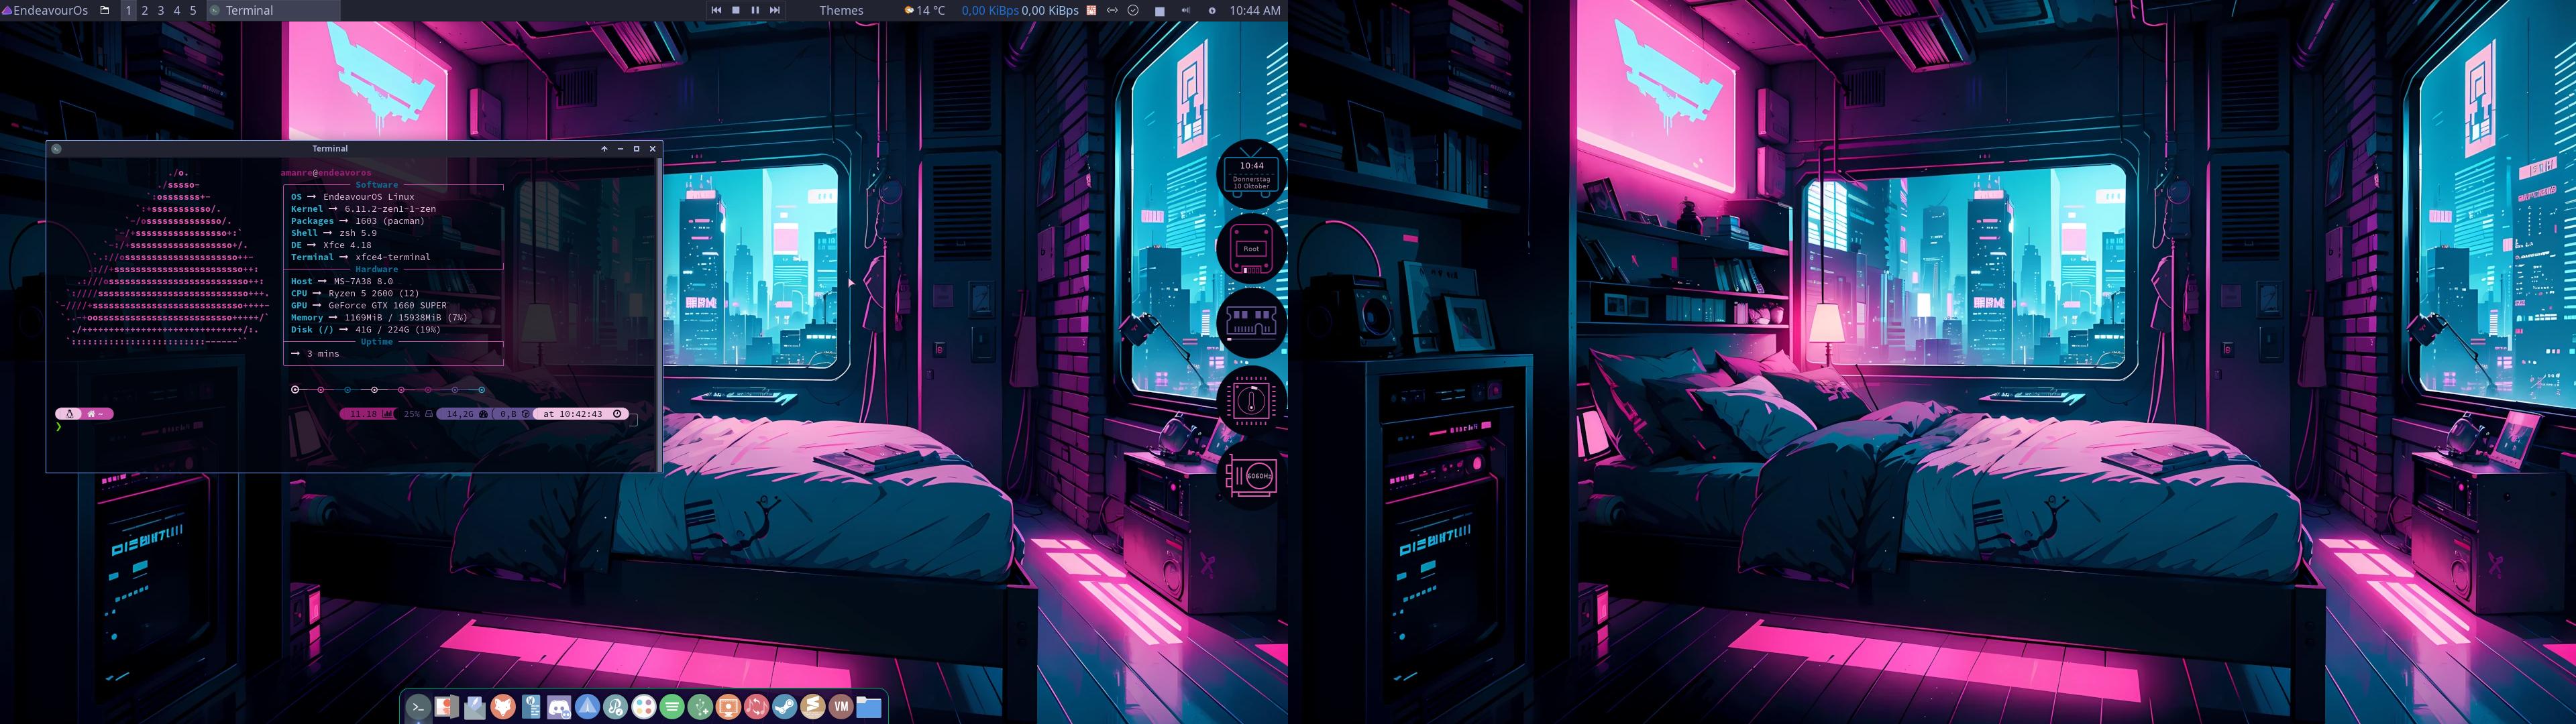 EndeavourOs 1 2 3 4 5 Terminal Themes 14 °C 0,00 KiBps 0,00 KiBps 10:44 AM
Terminal
amanre@endeavoros
Software
OS ➞ EndeavourOS Linux
Kernel ➞ 6.11.2-zen1-1-zen
Packages ➞ 1603 (pacman)
Shell ➞ zsh 5.9
DE ➞ Xfce 4.18
Terminal ➞ xfce4-terminal
Hardware
Host ➞ MS-7A38 8.0
CPU ➞ Ryzen 5 2600 (12)
GPU ➞ GeForce GTX 1660 SUPER
Memory ➞ 1169MiB / 15938MiB (7%)
Disk (/) ➞ 41G / 224G (19%)
Uptime
➞ 3 mins
~ 11.18 25% 14,2G 0,B at 10:42:43
❯
10:44
Donnerstag
10 Oktober
Root
6060Hz
VM